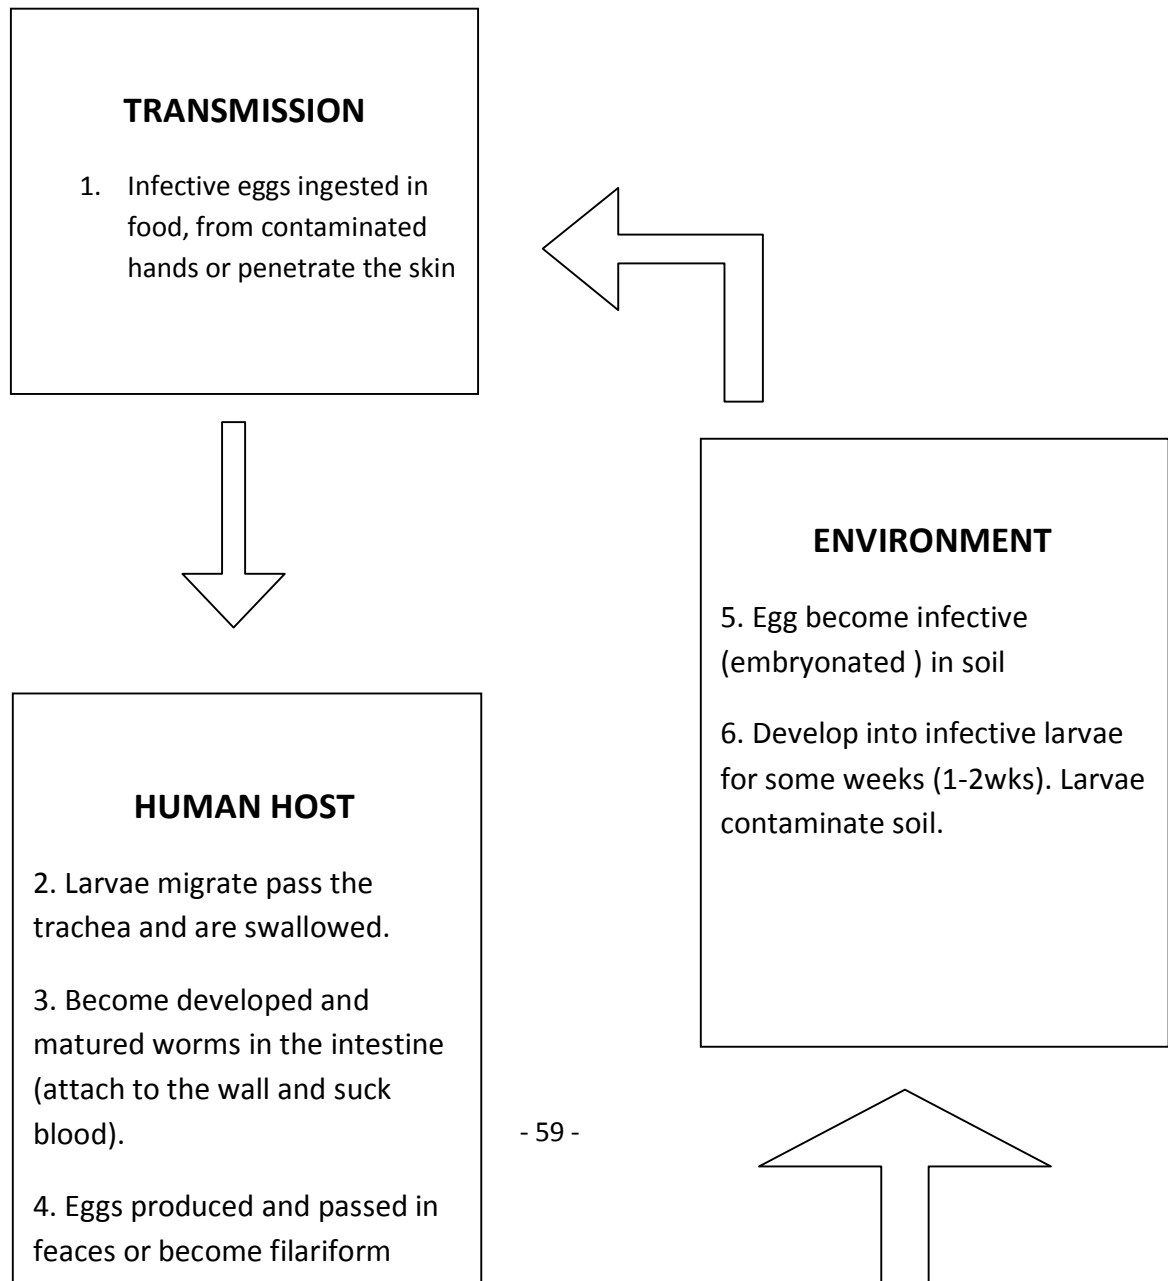 TRANSMISSION
1. Infective eggs ingested in
food, from contaminated
hands or penetrate the skin
HUMAN HOST
2. Larvae migrate pass the
trachea and are swallowed.
3. Become developed and
matured worms in the intestine
(attach to the wall and suck
blood).
4. Eggs produced and passed in
feaces or become filariform
ENVIRONMENT
5. Egg become infective
(embryonated ) in soil
6. Develop into infective larvae
for some weeks (1-2wks). Larvae
contaminate soil.
- 59 -